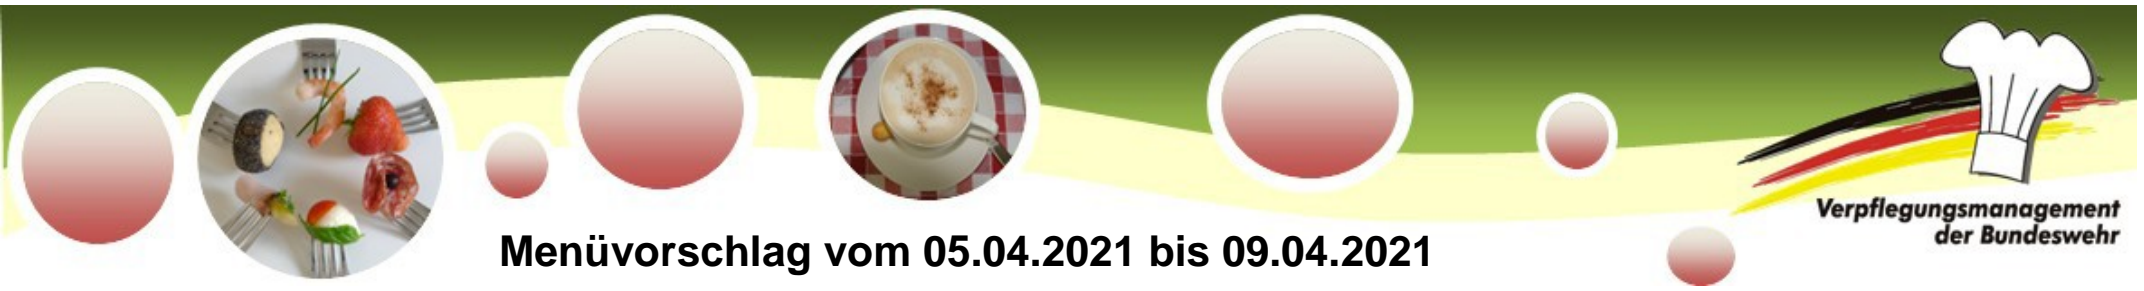 Menüvorschlag vom 05.04.2021 bis 09.04.2021
Verpflegungsmanagement
der Bundeswehr